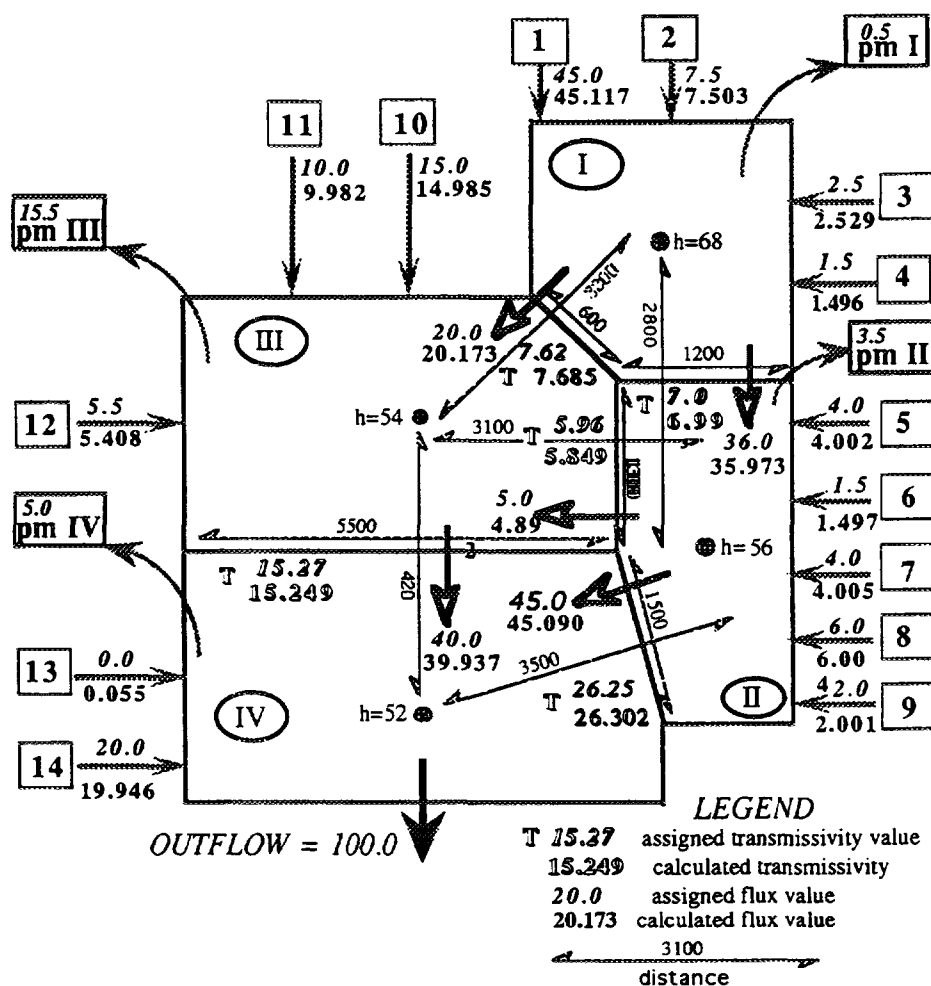 1
2
0.5
pm I
45.0
45.117
7.5
7.503
11
10
10.0
9.982
15.0
14.985
I
2.5
2.529
3
15.5
pm III
h=68
1.5
1.496
4
3200
600
2800
III
20.0
20.173
7.62
T 7.685
1200
3.5
pm II
12
5.5
5.408
h=54
T 7.0
6.99
4.0
4.002
5
3100
T 5.96
5.849
36.0
35.973
1.5
1.497
6
5.0
pm IV
5.0
4.89
5500
h=56
T 15.27
15.249
420
45.0
45.090
1500
4.0
4.005
7
40.0
39.937
6.0
6.00
8
13
0.0
0.055
3500
T 26.25
26.302
IV
h=52
II
2.0
2.001
9
14
20.0
19.946
OUTFLOW = 100.0
LEGEND
T 15.27 assigned transmissivity value
15.249 calculated transmissivity
20.0 assigned flux value
20.173 calculated flux value
3100
distance